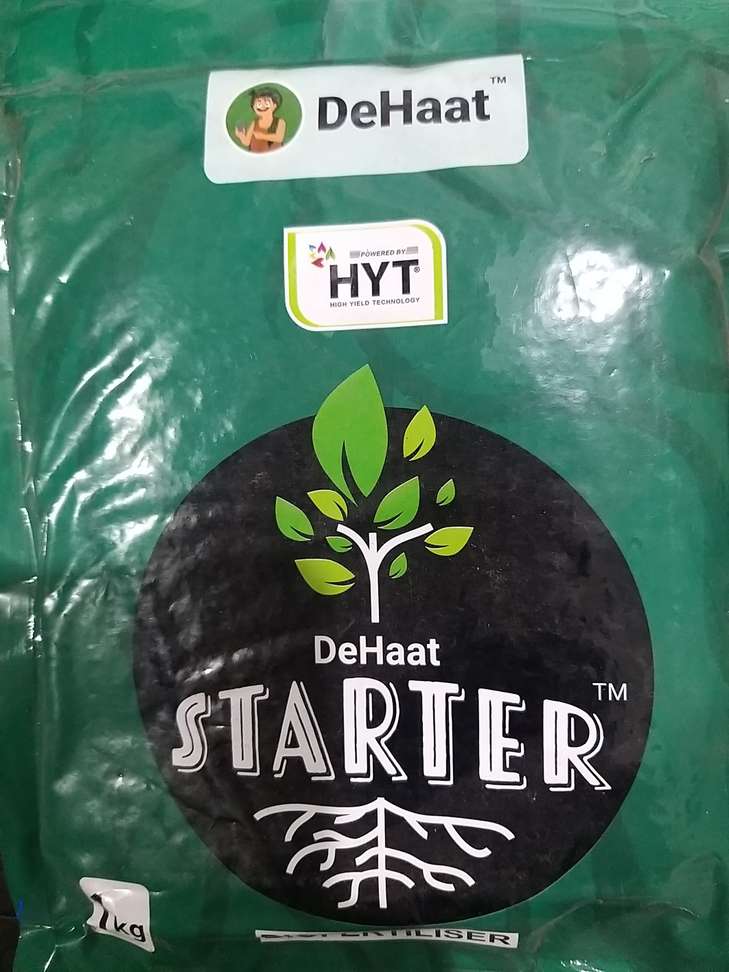 DeHaat™
POWERED BY
HYT®
HIGH YIELD TECHNOLOGY
DeHaat
STARTER™
1kg